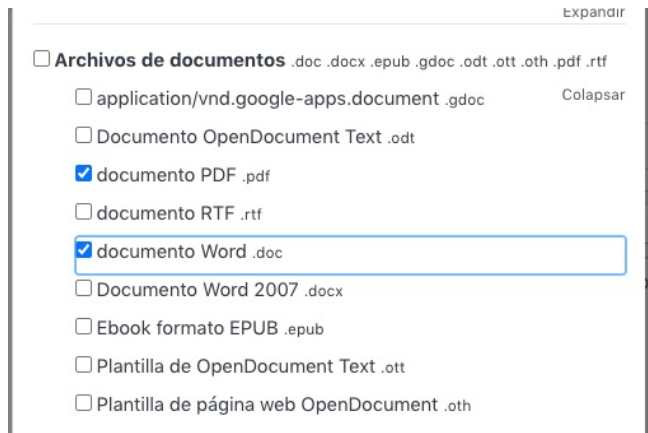 Expandir
Archivos de documentos .doc .docx .epub .gdoc .odt .ott .oth .pdf .rtf
application/vnd.google-apps.document .gdoc Colapsar
Documento OpenDocument Text .odt
documento PDF .pdf
documento RTF .rtf
documento Word .doc
Documento Word 2007 .docx
Ebook formato EPUB .epub
Plantilla de OpenDocument Text .ott
Plantilla de página web OpenDocument .oth